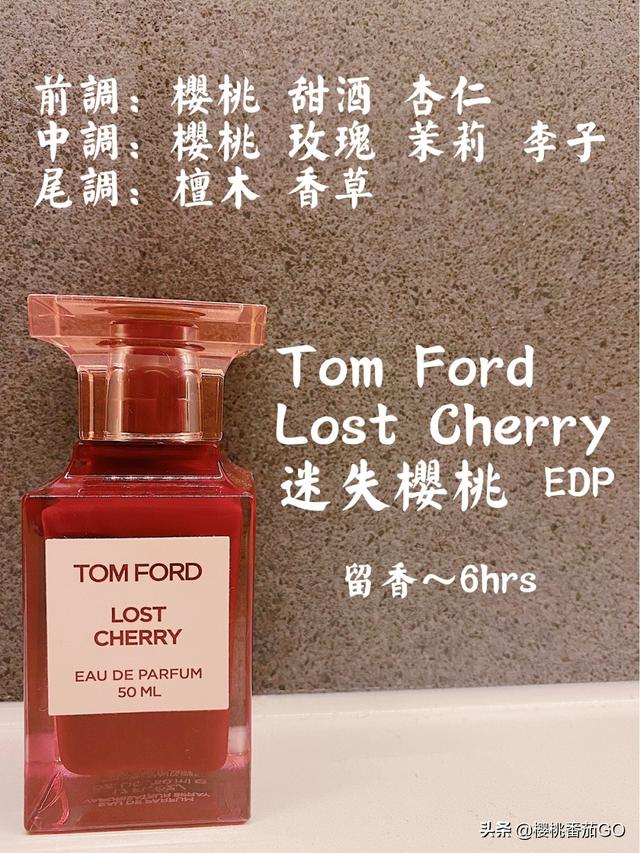 前調：櫻桃 甜酒 杏仁
中調：櫻桃 玫瑰 茉莉 李子
尾調：檀木 香草
Tom Ford
Lost Cherry
迷失櫻桃 EDP
留香～6hrs
TOM FORD
LOST
CHERRY
EAU DE PARFUM
50 ML
头条 @樱桃番茄GO